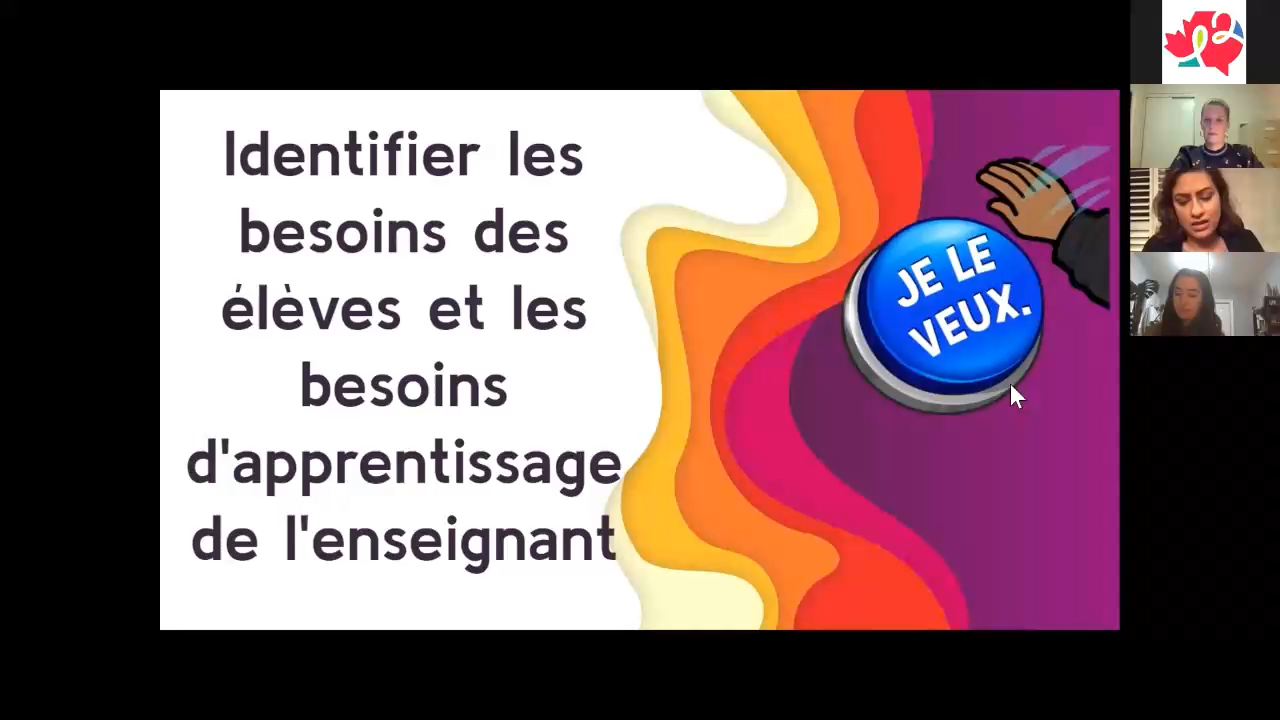 Identifier les
besoins des
élèves et les
besoins
d'apprentissage
de l'enseignant
JE LE
VEUX.